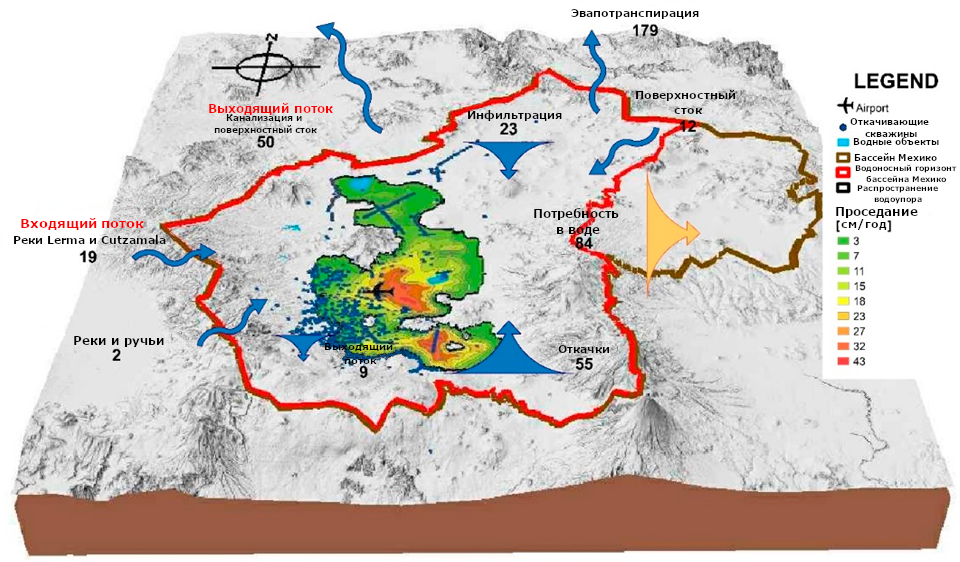 Эвапотранспирация
179
N
Выходящий поток
Канализация и
поверхностный сток
50
Инфильтрация
23
Поверхностный
сток
12
Входящий поток
Реки Lerma и Cutzamala
19
Потребность
в воде
84
Реки и ручьи
2
Выходящий
поток
9
Откачки
55
LEGEND
Airport
Откачивающие
скважины
Водные объекты
Бассейн Мехико
Водоносный горизонт
бассейна Мехико
Распространение
водоупора
Проседание
[см/год]
3
7
11
15
18
23
27
32
43